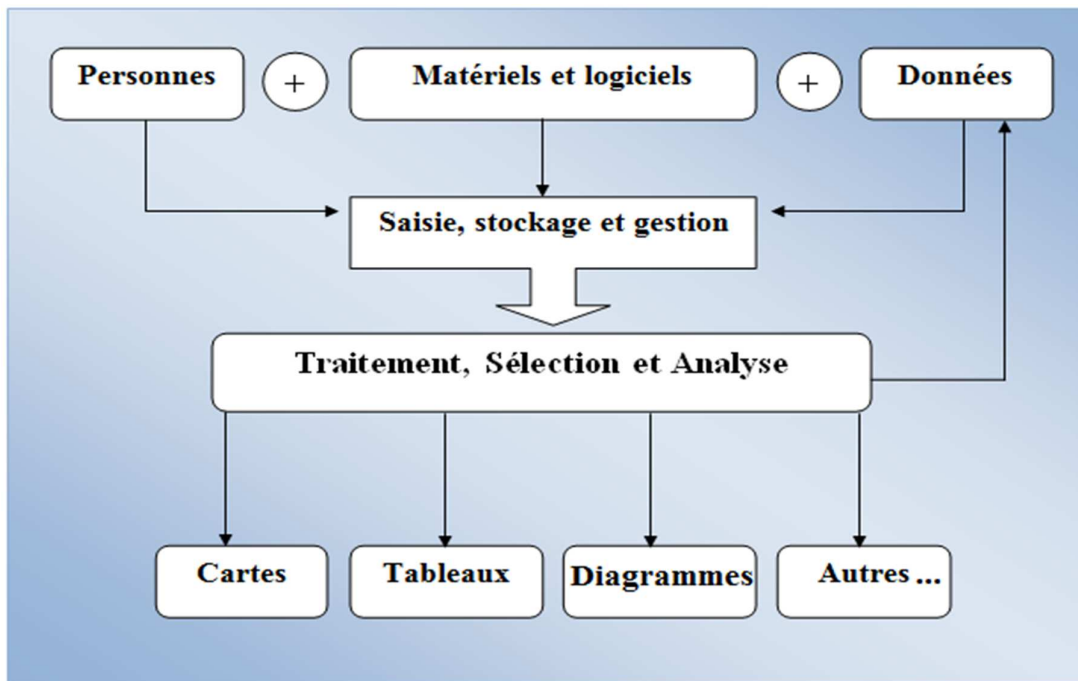 Personnes + Matériels et logiciels + Données
Saisie, stockage et gestion
Traitement, Sélection et Analyse
Cartes Tableaux Diagrammes Autres ...